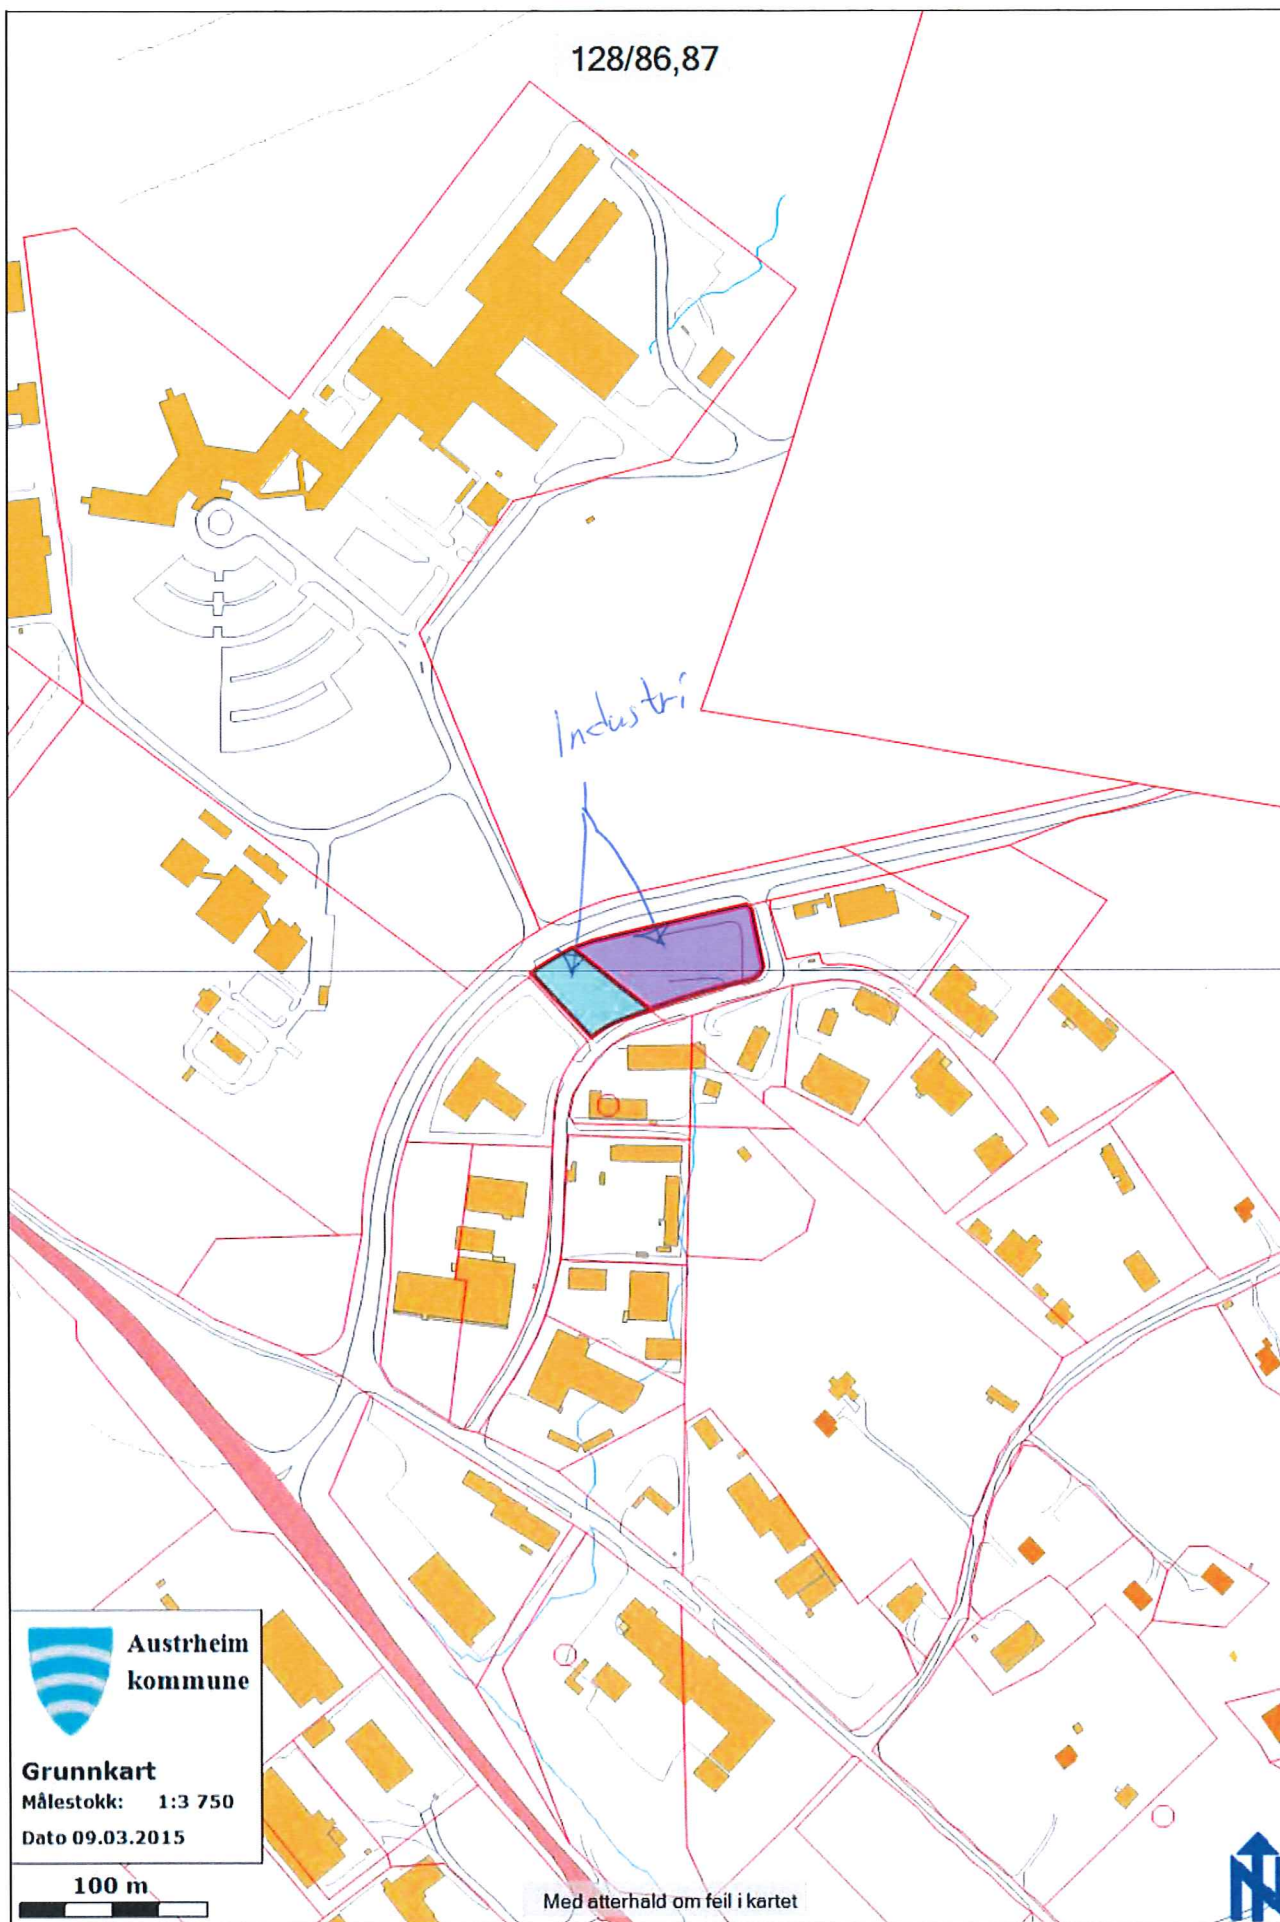 128/86,87
Industri
Austrheim
kommune
Grunnkart
Målestokk: 1:3 750
Dato 09.03.2015
100 m
Med atterhald om feil i kartet
N